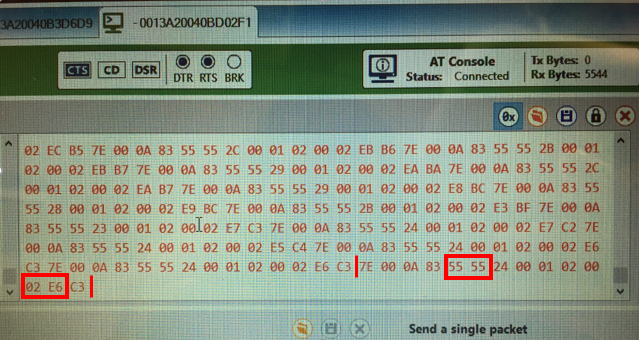 3A20040B3D6D9 - 0013A20040BD02F1
CTS CD DSR DTR RTS BRK
AT Console
Status: Connected
Tx Bytes: 0
Rx Bytes: 5544
0x
02 EC B5 7E 00 0A 83 55 55 2C 00 01 02 00 02 EB B6 7E 00 0A 83 55 55 2B 00 01
02 00 02 EB B7 7E 00 0A 83 55 55 29 00 01 02 00 02 EA BA 7E 00 0A 83 55 55 2C
00 01 02 00 02 EA B7 7E 00 0A 83 55 55 29 00 01 02 00 02 E8 BC 7E 00 0A 83 55
55 28 00 01 02 00 02 E9 BC 7E 00 0A 83 55 55 2B 00 01 02 00 02 E3 BF 7E 00 0A
83 55 55 23 00 01 02 00 02 E7 C3 7E 00 0A 83 55 55 24 00 01 02 00 02 E7 C2 7E
00 0A 83 55 55 24 00 01 02 00 02 E5 C4 7E 00 0A 83 55 55 24 00 01 02 00 02 E6
C3 7E 00 0A 83 55 55 24 00 01 02 00 02 E6 C3 7E 00 0A 83 55 55 24 00 01 02 00
02 E6 C3
Send a single packet